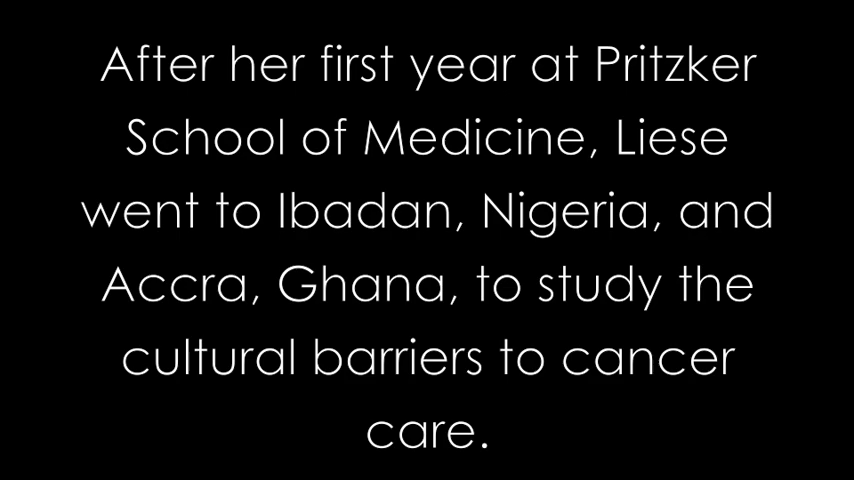 After her first year at Pritzker
School of Medicine, Liese
went to Ibadan, Nigeria, and
Accra, Ghana, to study the
cultural barriers to cancer
care.